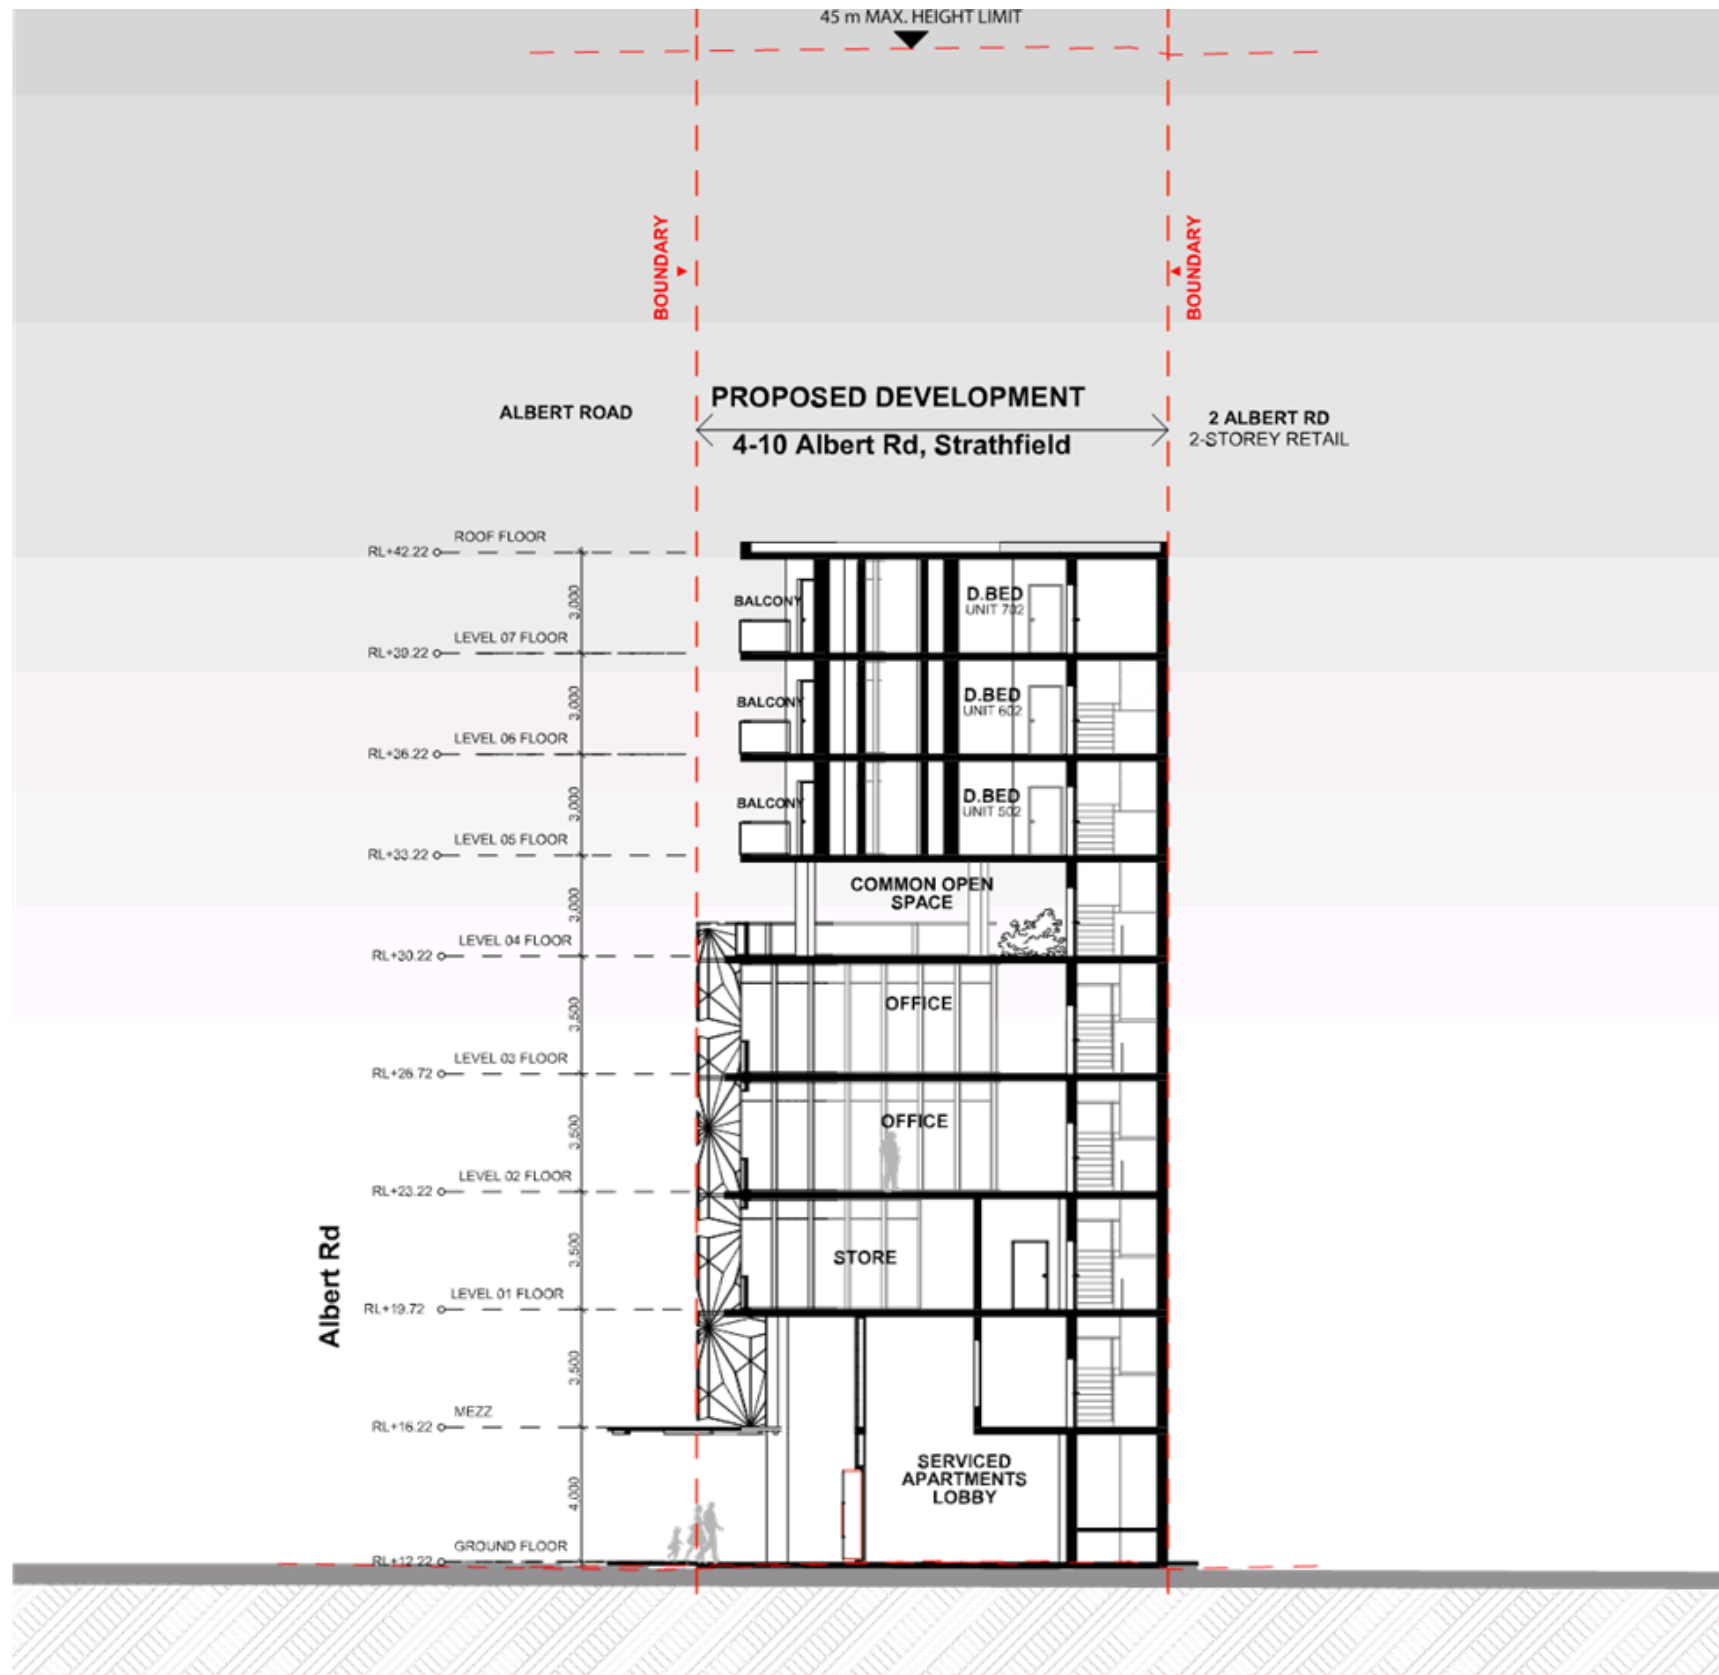 45 m MAX. HEIGHT LIMIT
BOUNDARY
BOUNDARY
ALBERT ROAD
PROPOSED DEVELOPMENT
4-10 Albert Rd, Strathfield
2 ALBERT RD
2-STOREY RETAIL
ROOF FLOOR
RL+42.22
3,000
BALCONY
D.BED
UNIT 702
LEVEL 07 FLOOR
RL+39.22
3,000
BALCONY
D.BED
UNIT 602
LEVEL 06 FLOOR
RL+36.22
3,000
BALCONY
D.BED
UNIT 502
LEVEL 05 FLOOR
RL+33.22
3,000
COMMON OPEN
SPACE
LEVEL 04 FLOOR
RL+30.22
3,500
OFFICE
LEVEL 03 FLOOR
RL+26.72
3,500
OFFICE
LEVEL 02 FLOOR
RL+23.22
3,500
STORE
Albert Rd
LEVEL 01 FLOOR
RL+19.72
3,500
MEZZ
RL+16.22
4,000
SERVICED
APARTMENTS
LOBBY
GROUND FLOOR
RL+12.22